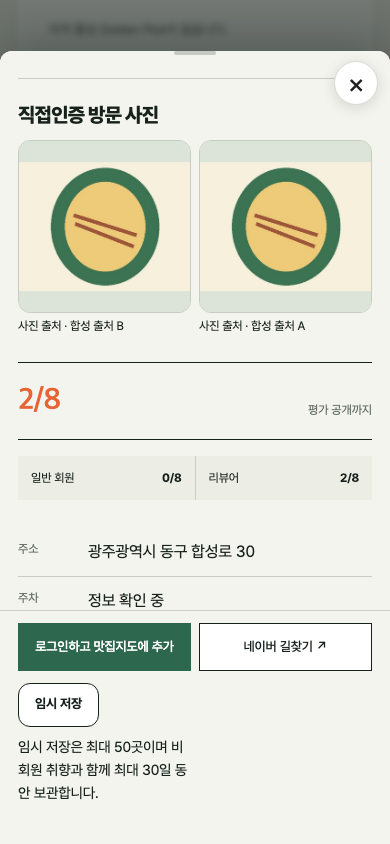 ×
직접인증 방문 사진
사진 출처 · 합성 출처 B
사진 출처 · 합성 출처 A
2/8
평가 공개까지
일반 회원 0/8
리뷰어 2/8
주소 광주광역시 동구 합성로 30
주차 정보 확인 중
로그인하고 맛집지도에 추가
네이버 길찾기 ↗
임시 저장
임시 저장은 최대 50곳이며 비
회원 취향과 함께 최대 30일 동
안 보관합니다.